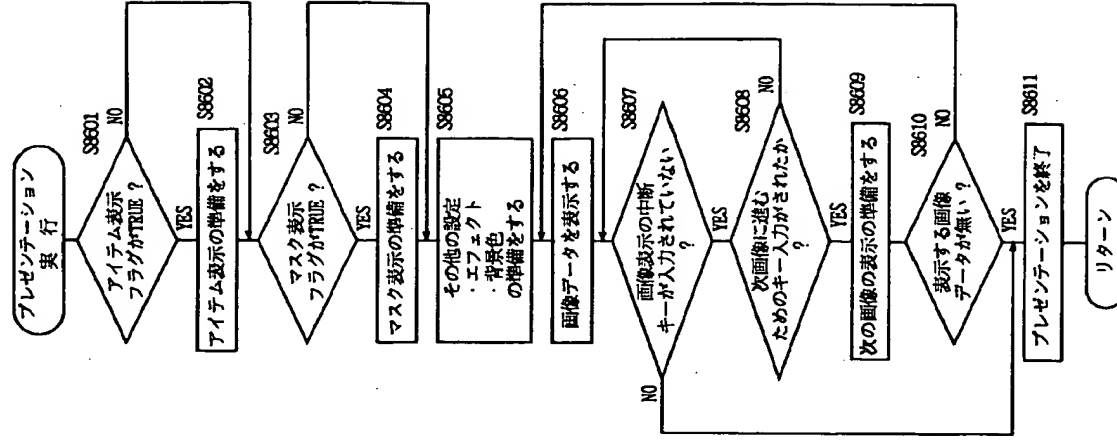 プレゼンテーション
実 行
S8601
アイテム表示
フラグがTRUE ?
NO
YES
S8602
アイテム表示の準備をする
S8603
マスク表示
フラグがTRUE ?
NO
YES
S8604
マスク表示の準備をする
S8605
その他の設定
・エフェクト
・背景色
の準備をする
S8606
画像データを表示する
S8607
画像表示の中断
キーが入力されていない
?
NO
YES
S8608
次画像に進む
ためのキー入力がされたか
?
NO
YES
S8609
次の画像の表示の準備をする
S8610
表示する画像
データが無い ?
NO
YES
S8611
プレゼンテーションを終了
リターン